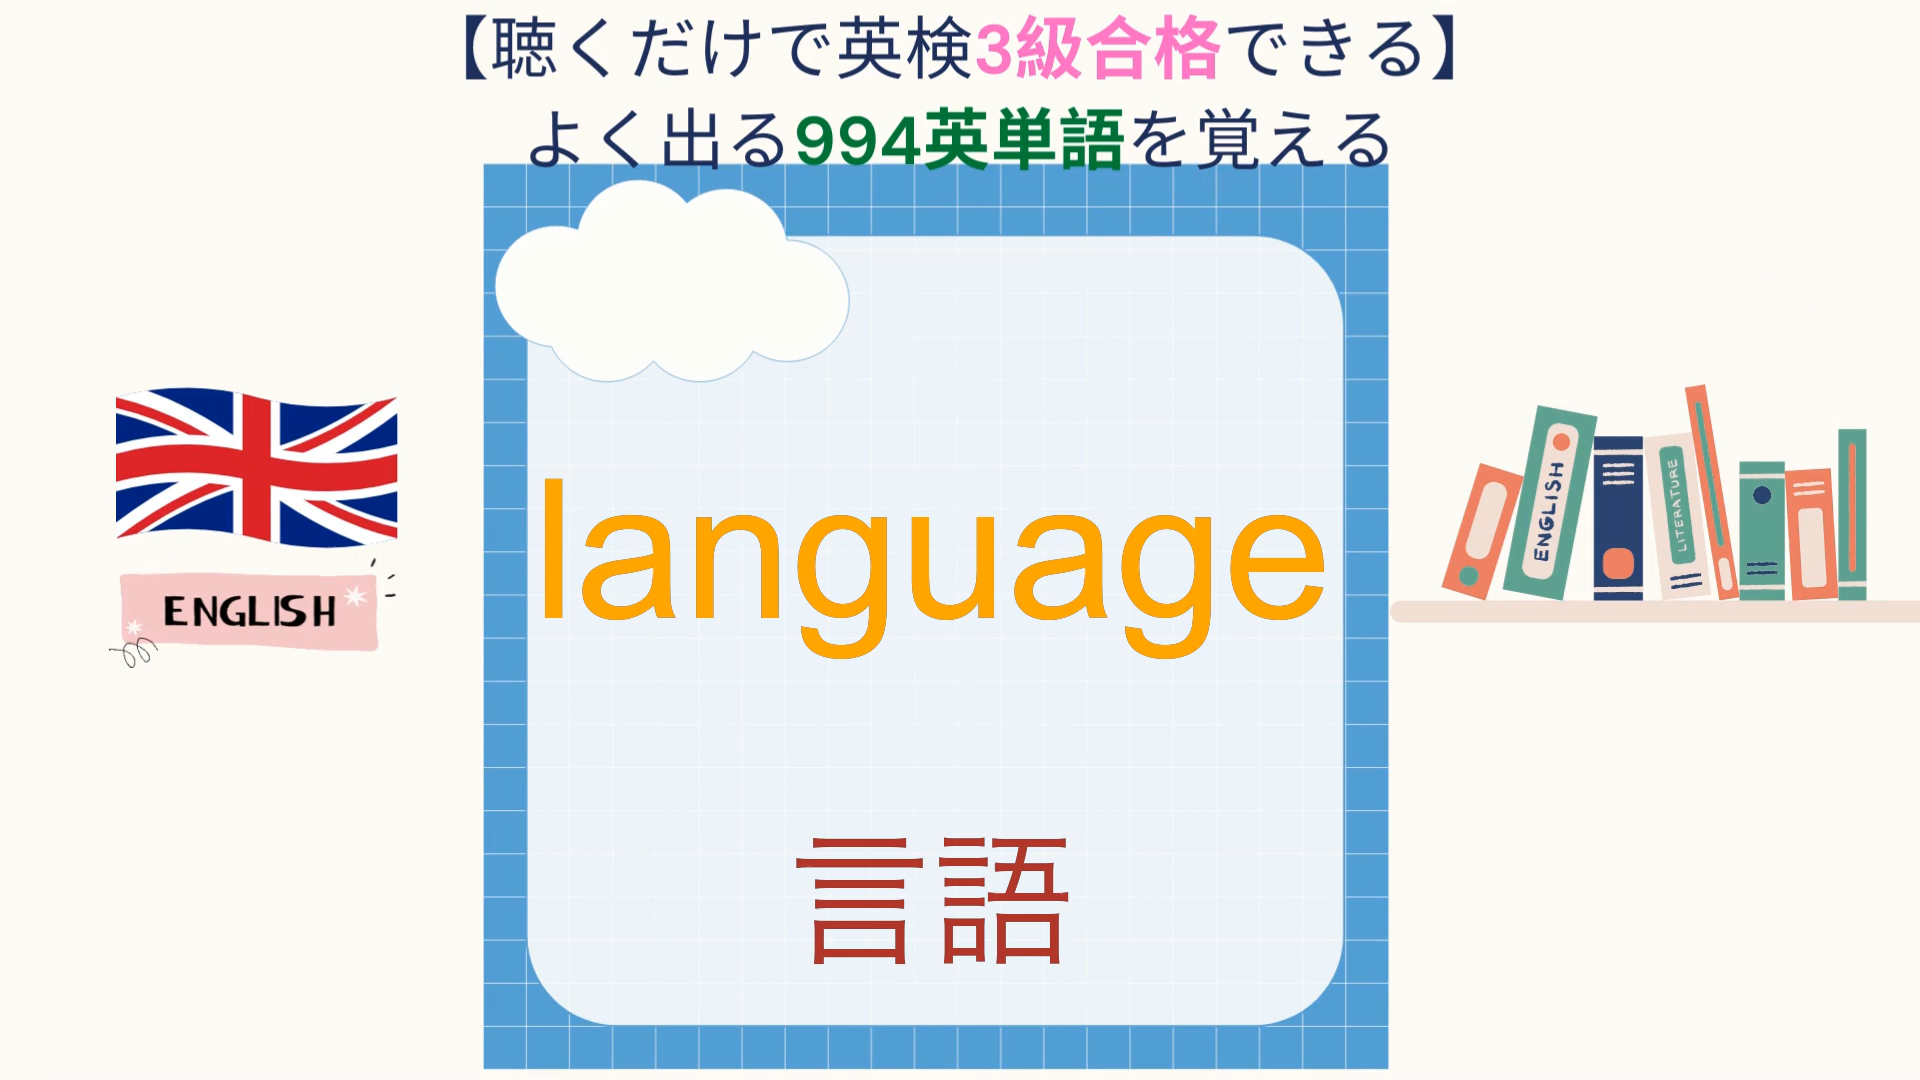 【聴くだけで英検3級合格できる】
よく出る994英単語を覚える
language
言語
ENGLISH
ENGLISH
LITERATURE